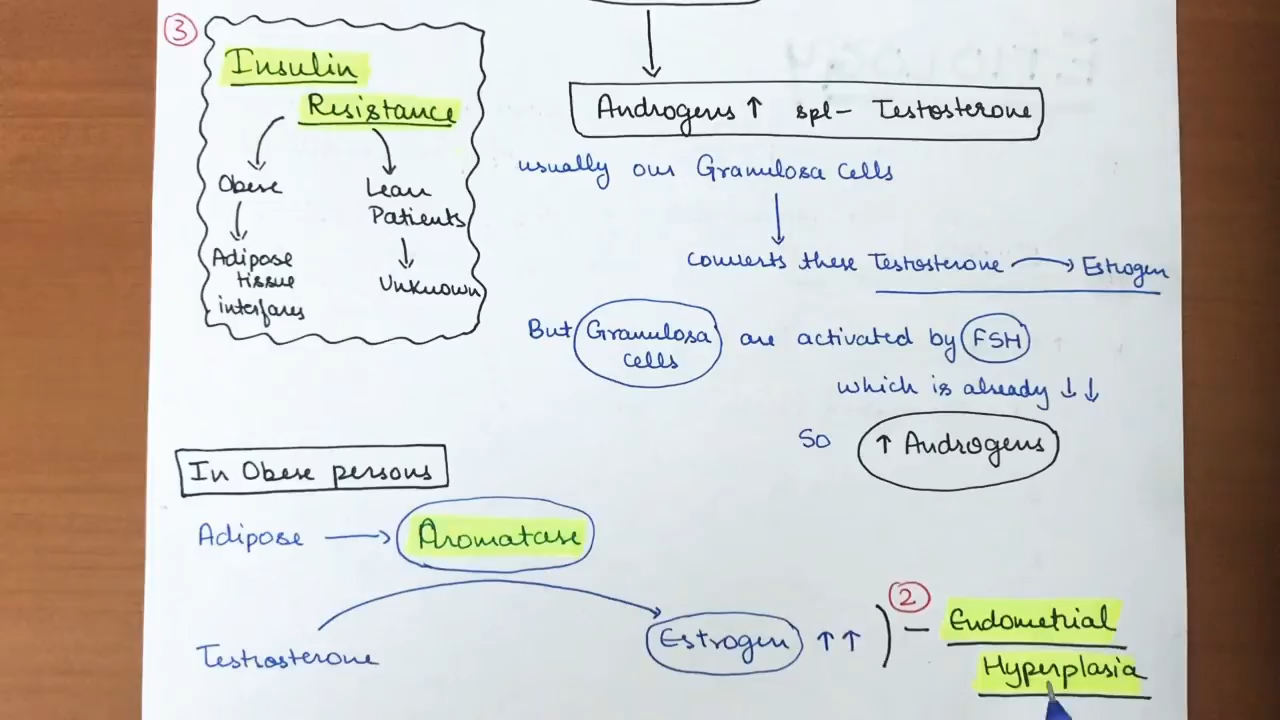 3
Insulin
Resistance
Obese
Lean
Patients
Adipose
tissue
interfares
Unknown
Androgens ↑ spl- Testosterone
usually our Granulosa cells
converts these Testosterone → Estrogen
But Granulosa cells are activated by FSH
which is already ↓↓
So ↑ Androgens
In Obese persons
Adipose → Aromatase
Testosterone
Estrogen ↑↑
2
- Endometrial
Hyperplasia